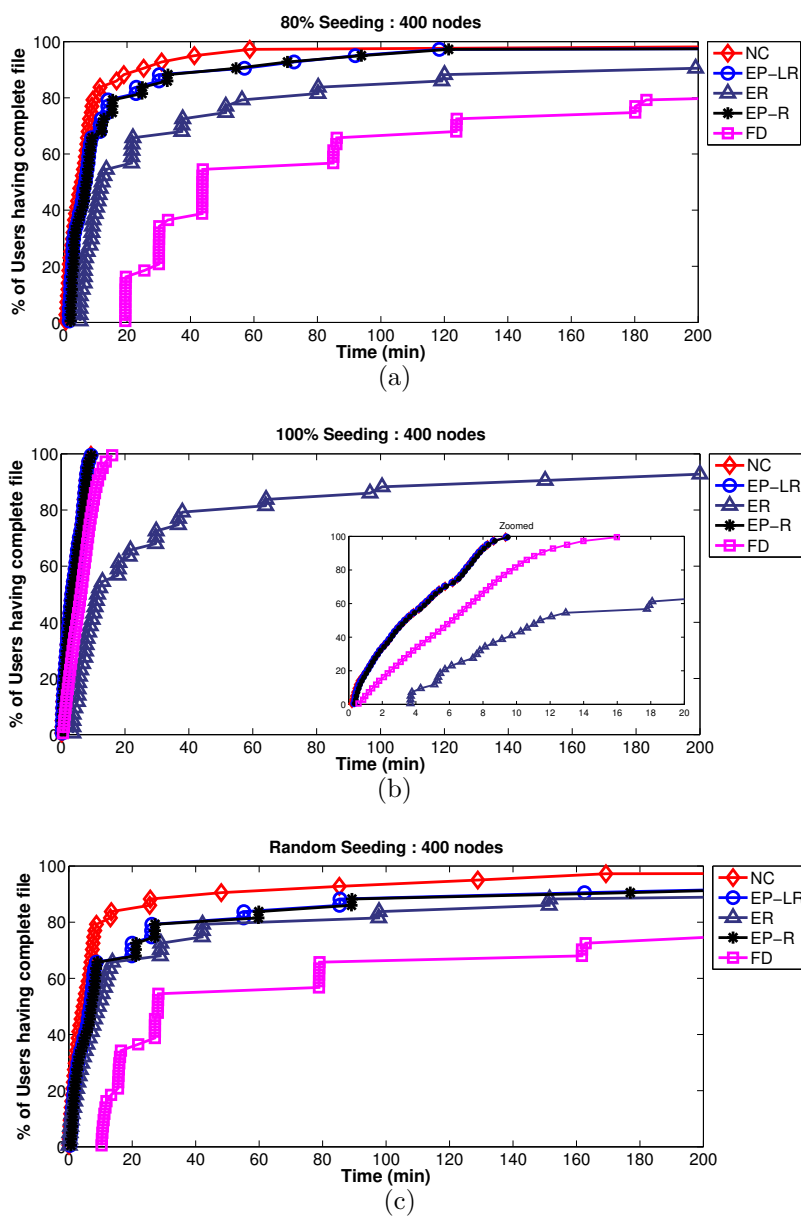 80% Seeding : 400 nodes
% of Users having complete file
100
80
60
40
20
0
0 20 40 60 80 100 120 140 160 180 200
Time (min)
NC
EP-LR
ER
EP-R
FD
(a)
100% Seeding : 400 nodes
% of Users having complete file
100
80
60
40
20
0
0 20 40 60 80 100 120 140 160 180 200
Time (min)
Zoomed
100
80
60
40
20
0
0 2 4 6 8 10 12 14 16 18 20
NC
EP-LR
ER
EP-R
FD
(b)
Random Seeding : 400 nodes
% of Users having complete file
100
80
60
40
20
0
0 20 40 60 80 100 120 140 160 180 200
Time (min)
NC
EP-LR
ER
EP-R
FD
(c)